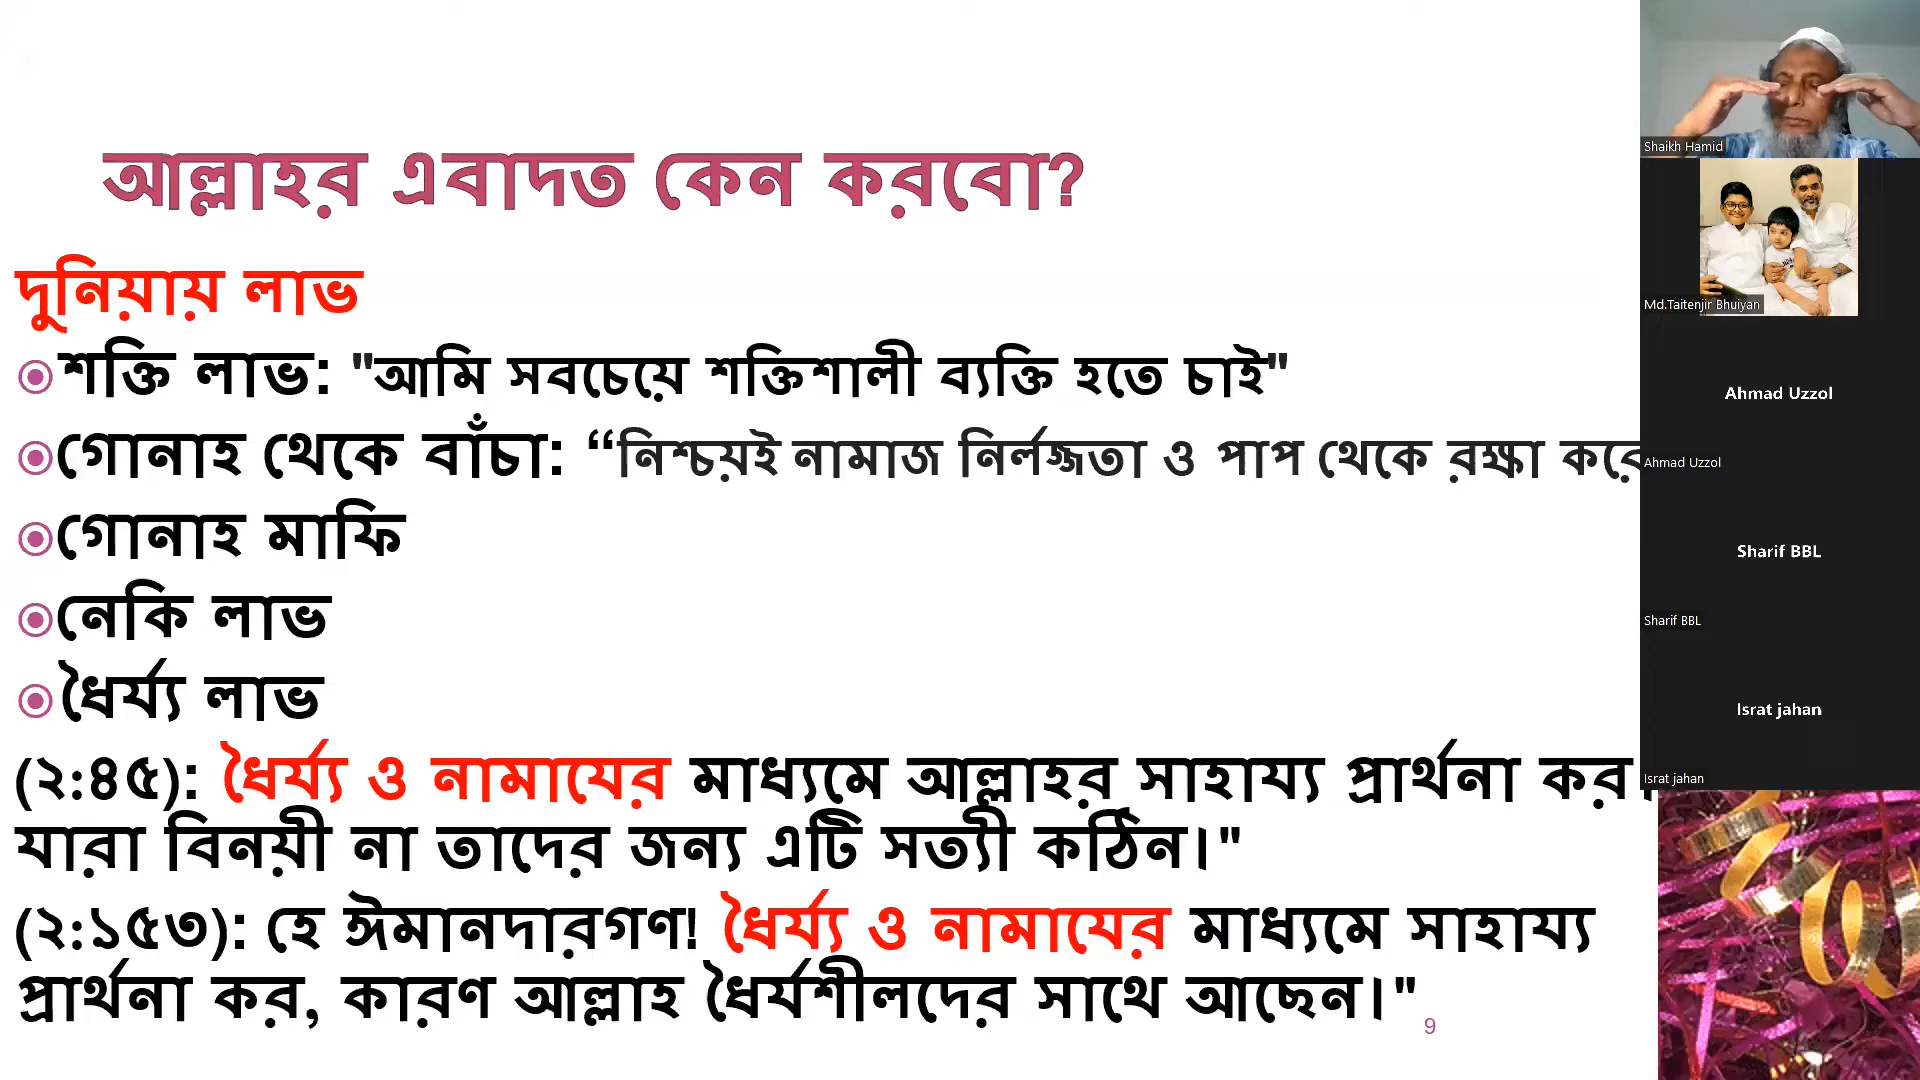 আল্লাহর এবাদত কেন করবো?
দুনিয়ায় লাভ
শক্তি লাভ: "আমি সবচেয়ে শক্তিশালী ব্যক্তি হতে চাই"
গোনাহ থেকে বাঁচা: “নিশ্চয়ই নামাজ নির্লজ্জতা ও পাপ থেকে রক্ষা করে
গোনাহ মাফি
নেকি লাভ
ধৈর্য্য লাভ
(২:৪৫): ধৈর্য্য ও নামাযের মাধ্যমে আল্লাহর সাহায্য প্রার্থনা কর।
যারা বিনয়ী না তাদের জন্য এটি সত্যী কঠিন।"
(২:১৫৩): হে ঈমানদারগণ! ধৈর্য্য ও নামাযের মাধ্যমে সাহায্য
প্রার্থনা কর, কারণ আল্লাহ ধৈর্যশীলদের সাথে আছেন।"
9
Shaikh Hamid
Md.Taitenjir Bhuiyan
Ahmad Uzzol
Ahmad Uzzol
Sharif BBL
Sharif BBL
Israt jahan
Israt jahan